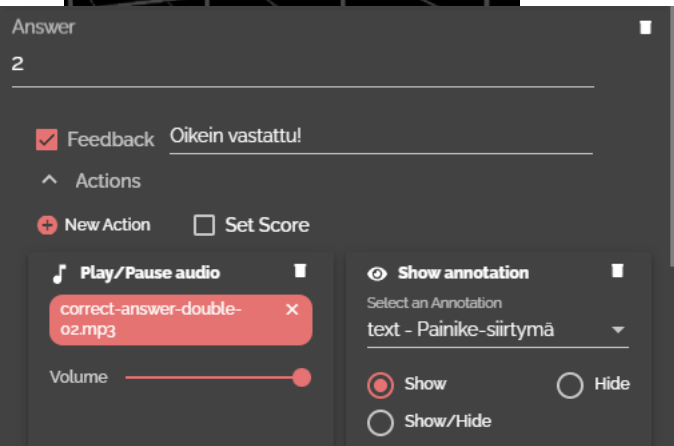 Answer
2
Feedback Oikein vastattu!
Actions
New Action Set Score
Play/Pause audio
correct-answer-double-
02.mp3
Volume
Show annotation
Select an Annotation
text - Painike-siirtymä
Show Hide
Show/Hide